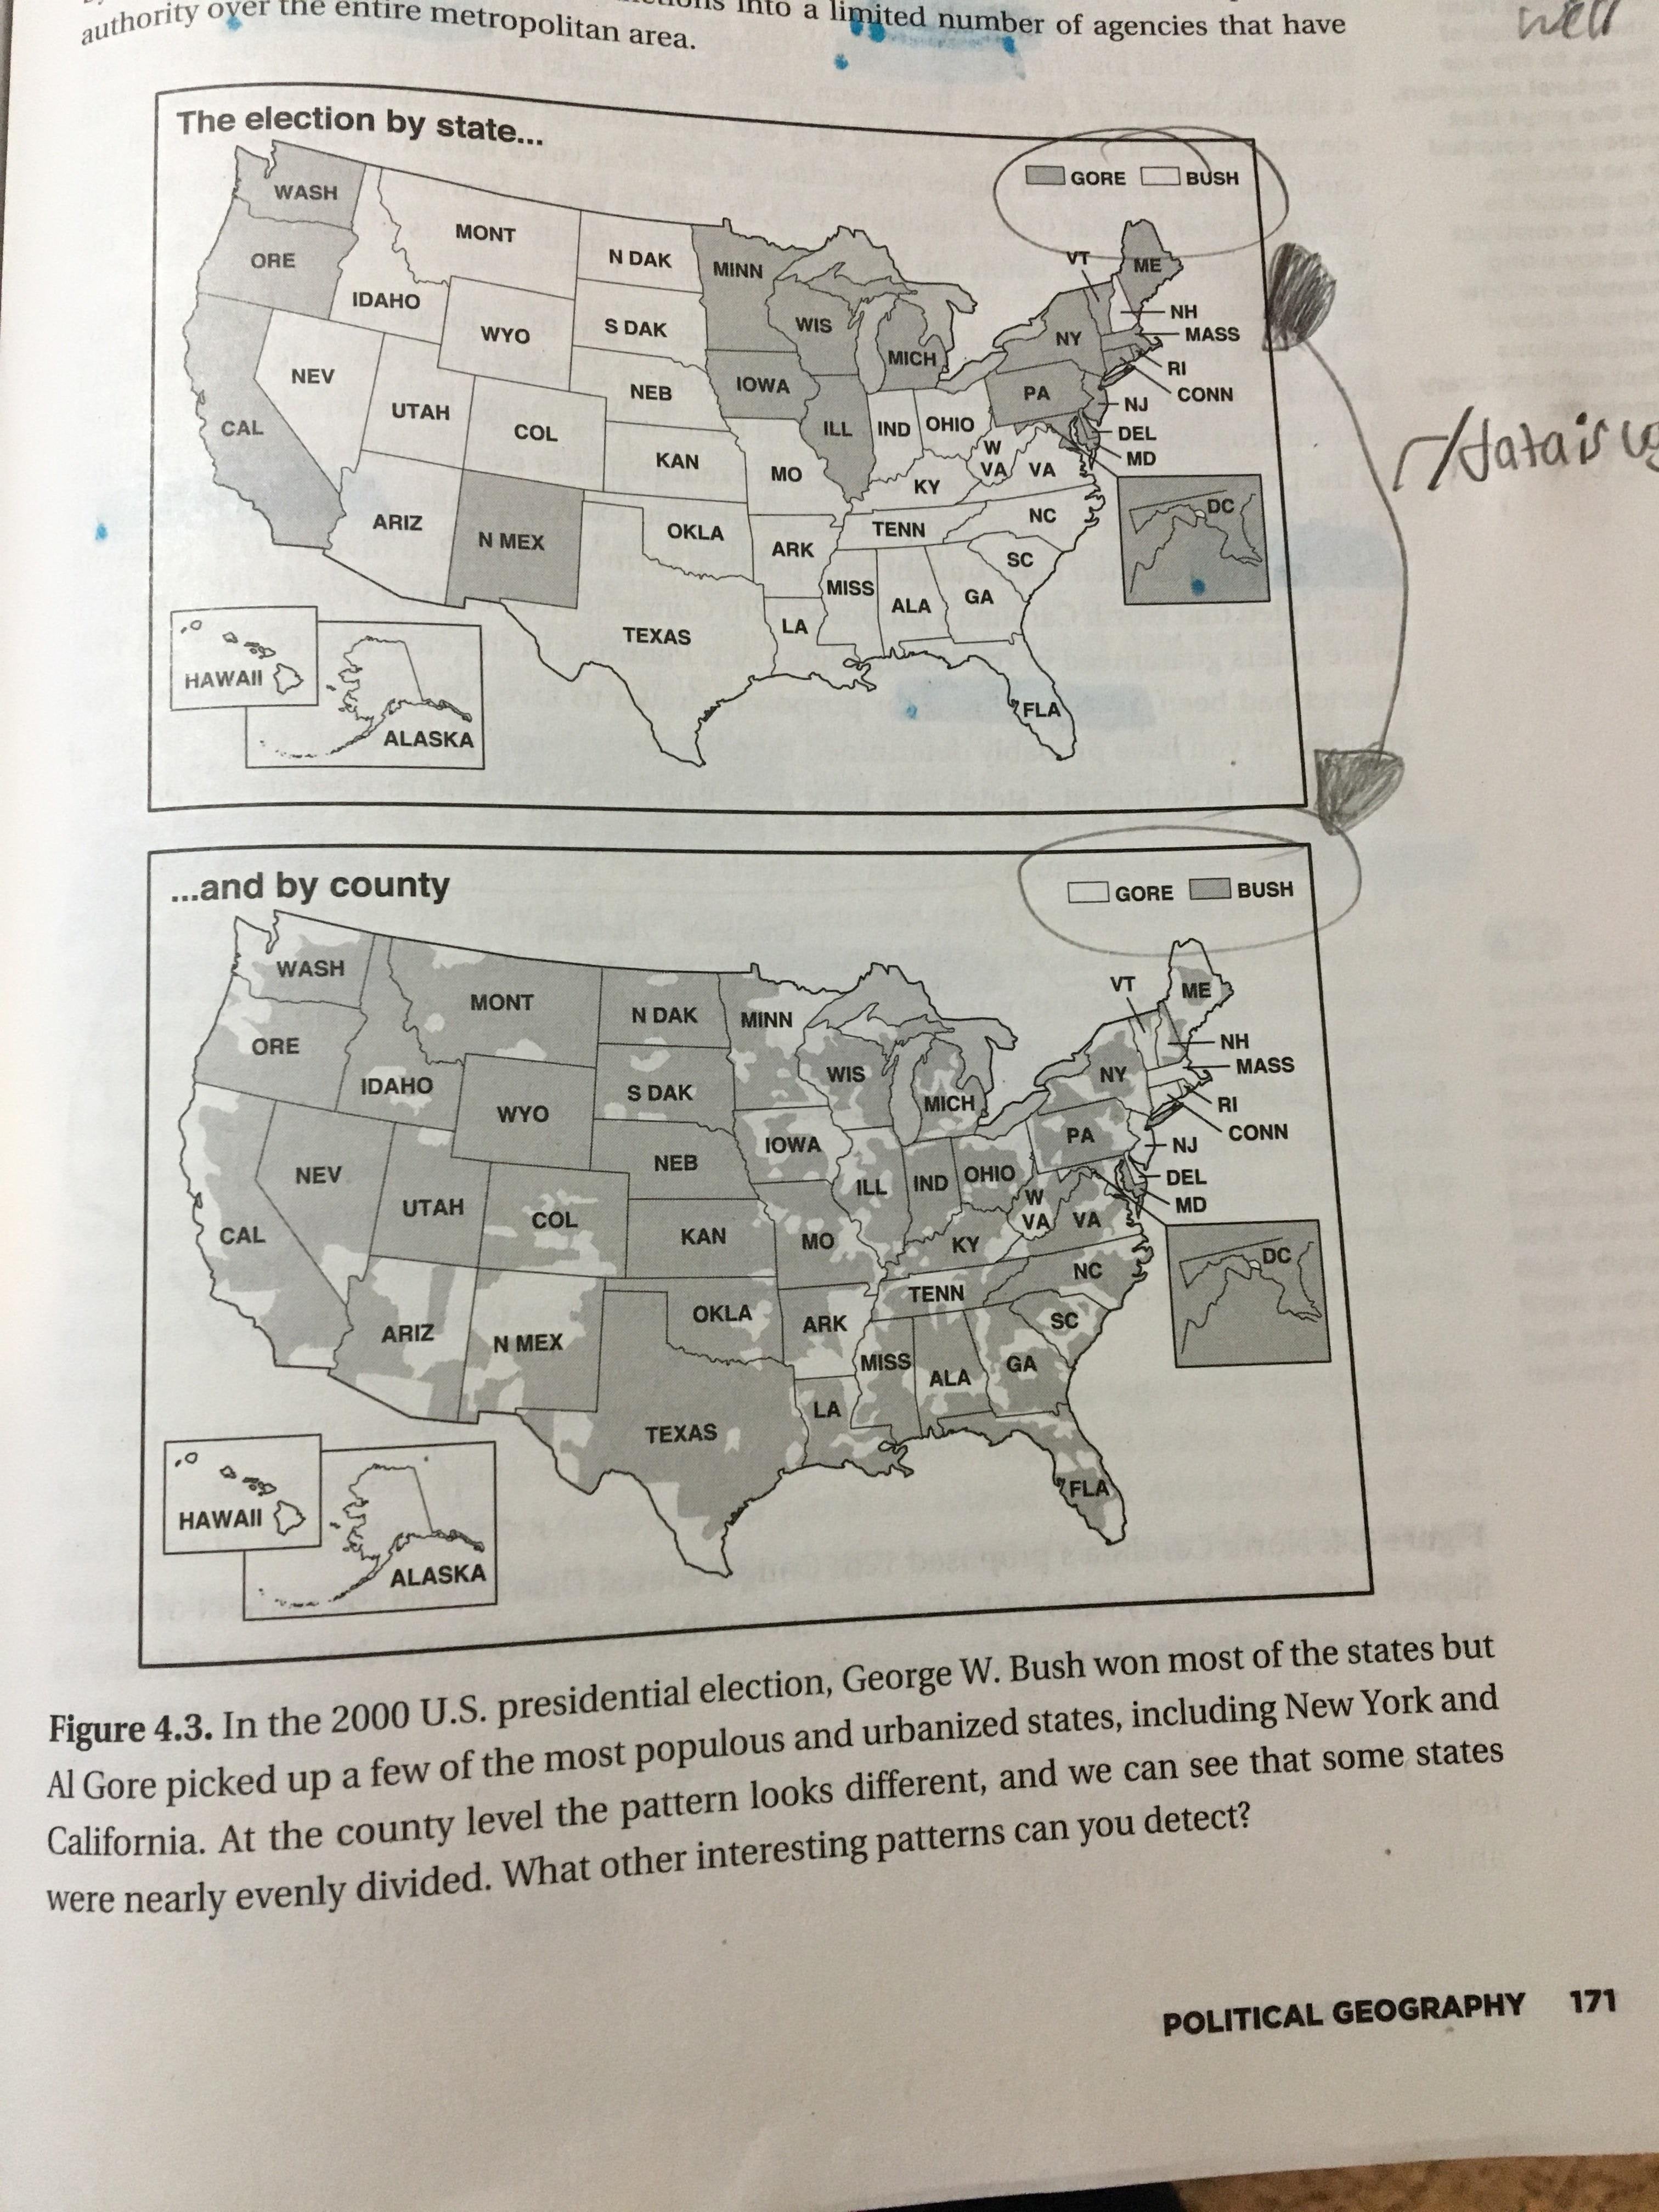 into a limited number of agencies that have
authority over the entire metropolitan area.
well
The election by state...
GORE BUSH
WASH
ORE
CAL
NEV
IDAHO
MONT
WYO
UTAH
COL
ARIZ
N MEX
N DAK
S DAK
NEB
KAN
OKLA
TEXAS
MINN
IOWA
MO
ARK
LA
WIS
ILL
MICH
IND
OHIO
KY
TENN
MISS
ALA
GA
FLA
SC
NC
VA
W
VA
PA
NY
VT
ME
NH
MASS
RI
CONN
NJ
DEL
MD
DC
HAWAII
ALASKA
...and by county
GORE BUSH
WASH
ORE
CAL
NEV
IDAHO
MONT
WYO
UTAH
COL
ARIZ
N MEX
N DAK
S DAK
NEB
KAN
OKLA
TEXAS
MINN
IOWA
MO
ARK
LA
WIS
ILL
MICH
IND
OHIO
KY
TENN
MISS
ALA
GA
FLA
SC
NC
VA
W
VA
PA
NY
VT
ME
NH
MASS
RI
CONN
NJ
DEL
MD
DC
HAWAII
ALASKA
Figure 4.3. In the 2000 U.S. presidential election, George W. Bush won most of the states but
Al Gore picked up a few of the most populous and urbanized states, including New York and
California. At the county level the pattern looks different, and we can see that some states
were nearly evenly divided. What other interesting patterns can you detect?
POLITICAL GEOGRAPHY 171